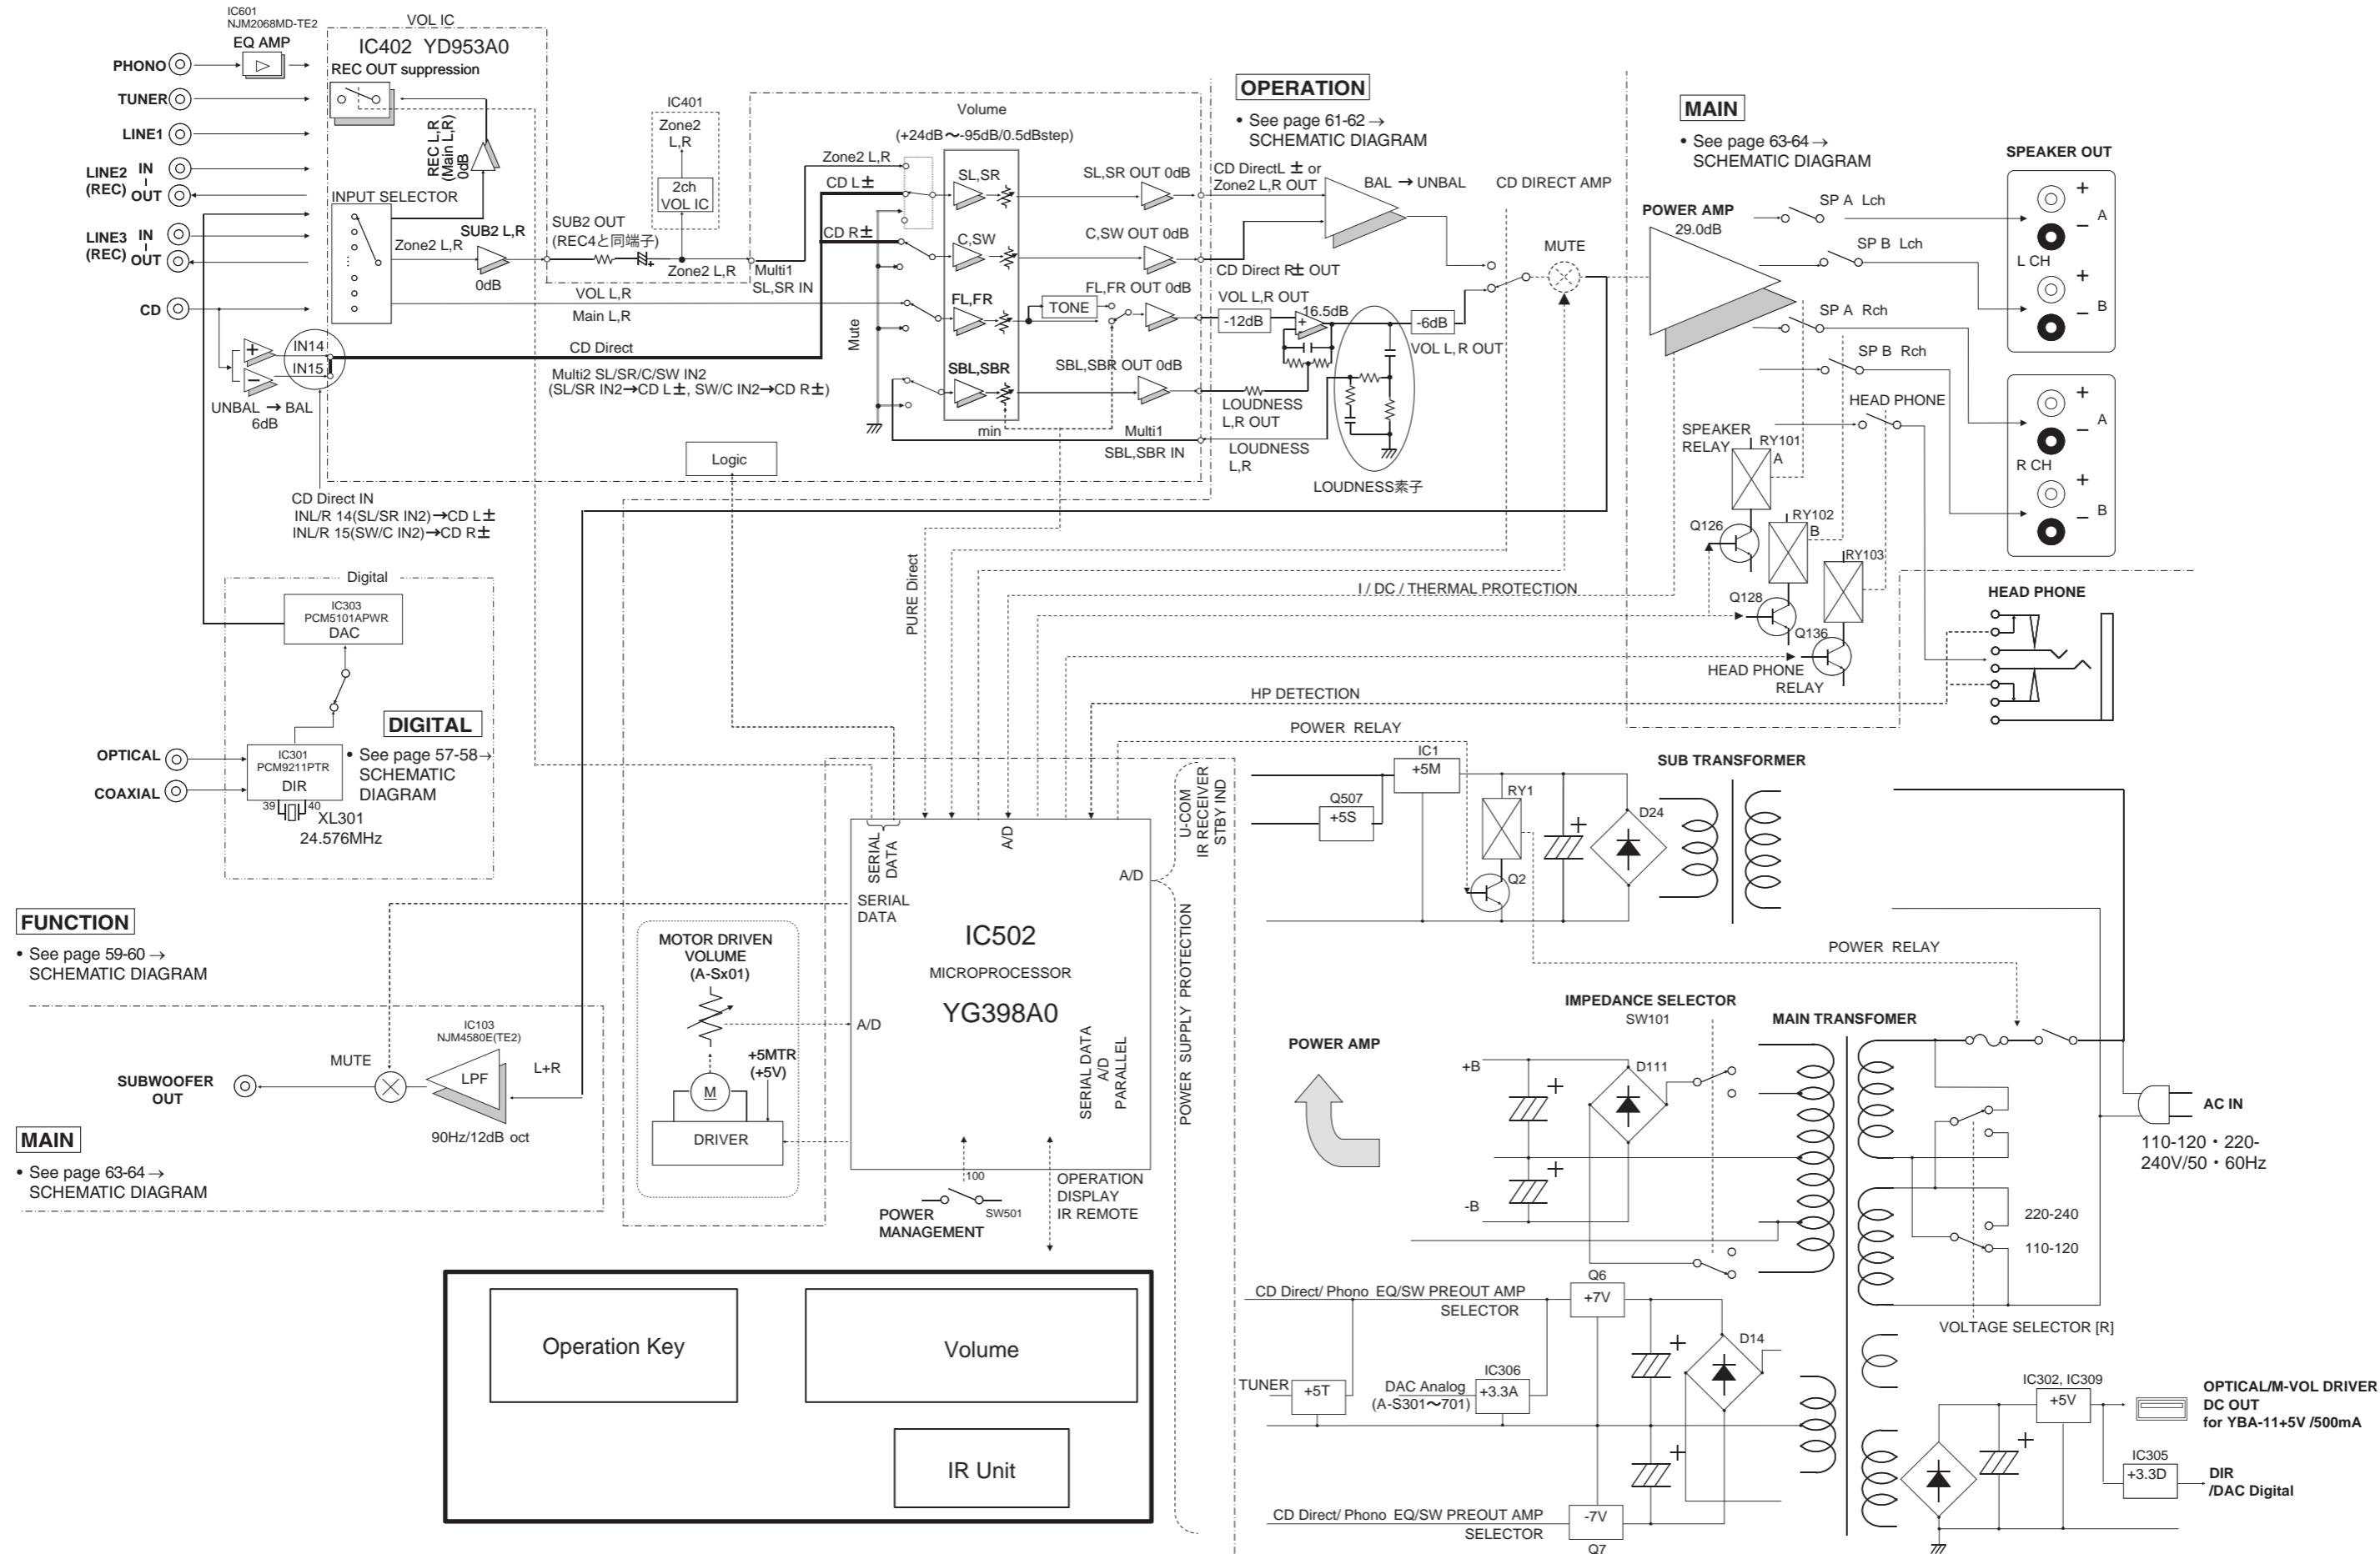 IC601
NJM2068MD-TE2
EQ AMP
PHONO
TUNER
LINE1
LINE2
(REC)
IN
OUT
LINE3
(REC)
IN
OUT
CD
UNBAL → BAL
6dB
IN14
IN15
VOL IC
IC402 YD953A0
REC OUT suppression
REC L,R
(Main L,R)
0dB
INPUT SELECTOR
Zone2 L,R
SUB2 L,R
0dB
SUB2 OUT
(REC4と同端子)
IC401
Zone2
L,R
2ch
VOL IC
Zone2 L,R
VOL L,R
Main L,R
CD Direct
Multi2 SL/SR/C/SW IN2
(SL/SR IN2→CD L±, SW/C IN2→CD R±)
Multi1
SL,SR IN
Volume
(+24dB～-95dB/0.5dBstep)
Zone2 L,R
CD L±
CD R±
Mute
SL,SR
C,SW
FL,FR
SBL,SBR
min
TONE
SL,SR OUT 0dB
C,SW OUT 0dB
FL,FR OUT 0dB
SBL,SBR OUT 0dB
Multi1
SBL,SBR IN
Logic
CD Direct IN
INL/R 14(SL/SR IN2)→CD L±
INL/R 15(SW/C IN2)→CD R±
OPERATION
• See page 61-62 →
SCHEMATIC DIAGRAM
CD DirectL ± or
Zone2 L,R OUT
BAL → UNBAL
CD DIRECT AMP
CD Direct R± OUT
VOL L,R OUT
-12dB
16.5dB
-6dB
VOL L, R OUT
LOUDNESS
L,R OUT
LOUDNESS
L,R
LOUDNESS素子
MUTE
MAIN
• See page 63-64 →
SCHEMATIC DIAGRAM
POWER AMP
29.0dB
SP A Lch
SP B Lch
SP A Rch
SP B Rch
HEAD PHONE
SPEAKER
RELAY
RY101
A
RY102
B
RY103
Q126
Q128
Q136
HEAD PHONE
RELAY
SPEAKER OUT
+
−
A
L CH
+
−
B
+
−
A
R CH
+
−
B
HEAD PHONE
PURE Direct
I / DC / THERMAL PROTECTION
HP DETECTION
POWER RELAY
Digital
IC303
PCM5101APWR
DAC
DIGITAL
• See page 57-58→
SCHEMATIC
DIAGRAM
OPTICAL
COAXIAL
IC301
PCM9211PTR
DIR
39
40
XL301
24.576MHz
FUNCTION
• See page 59-60 →
SCHEMATIC DIAGRAM
SUBWOOFER
OUT
MUTE
IC103
NJM4580E(TE2)
LPF
L+R
90Hz/12dB oct
MAIN
• See page 63-64 →
SCHEMATIC DIAGRAM
MOTOR DRIVEN
VOLUME
(A-Sx01)
+5MTR
(+5V)
M
DRIVER
SERIAL
DATA
A/D
A/D
SERIAL
DATA
IC502
MICROPROCESSOR
YG398A0
A/D
SERIAL DATA
A/D
PARALLEL
100
SW501
POWER
MANAGEMENT
OPERATION
DISPLAY
IR REMOTE
U-COM
IR RECEIVER
STBY IND
POWER SUPPLY PROTECTION
Operation Key
Volume
IR Unit
IC1
+5M
Q507
+5S
RY1
Q2
+
D24
SUB TRANSFORMER
POWER RELAY
IMPEDANCE SELECTOR
SW101
MAIN TRANSFOMER
POWER AMP
+B
-B
+
+
D111
AC IN
110-120・220-
240V/50・60Hz
220-240
110-120
VOLTAGE SELECTOR [R]
CD Direct/ Phono EQ/SW PREOUT AMP
SELECTOR
Q6
+7V
D14
+
+
TUNER
+5T
DAC Analog
(A-S301～701)
IC306
+3.3A
CD Direct/ Phono EQ/SW PREOUT AMP
SELECTOR
-7V
Q7
IC302, IC309
+5V
+
IC305
+3.3D
OPTICAL/M-VOL DRIVER
DC OUT
for YBA-11+5V /500mA
DIR
/DAC Digital